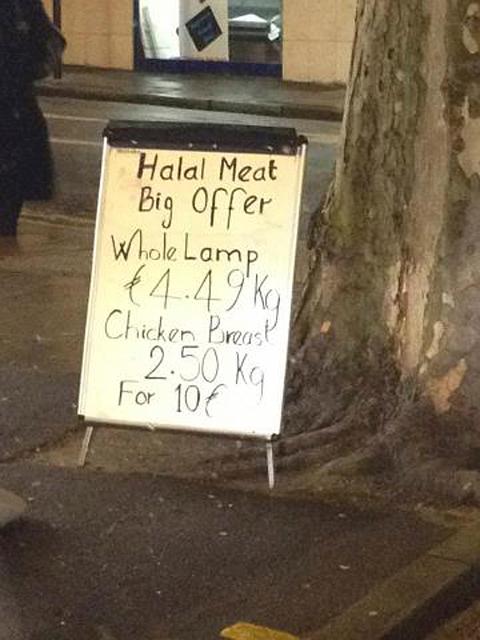 Halal Meat
Big Offer
Whole Lamp
€4.49 Kg
Chicken Breast
2.50 Kg
For 10€